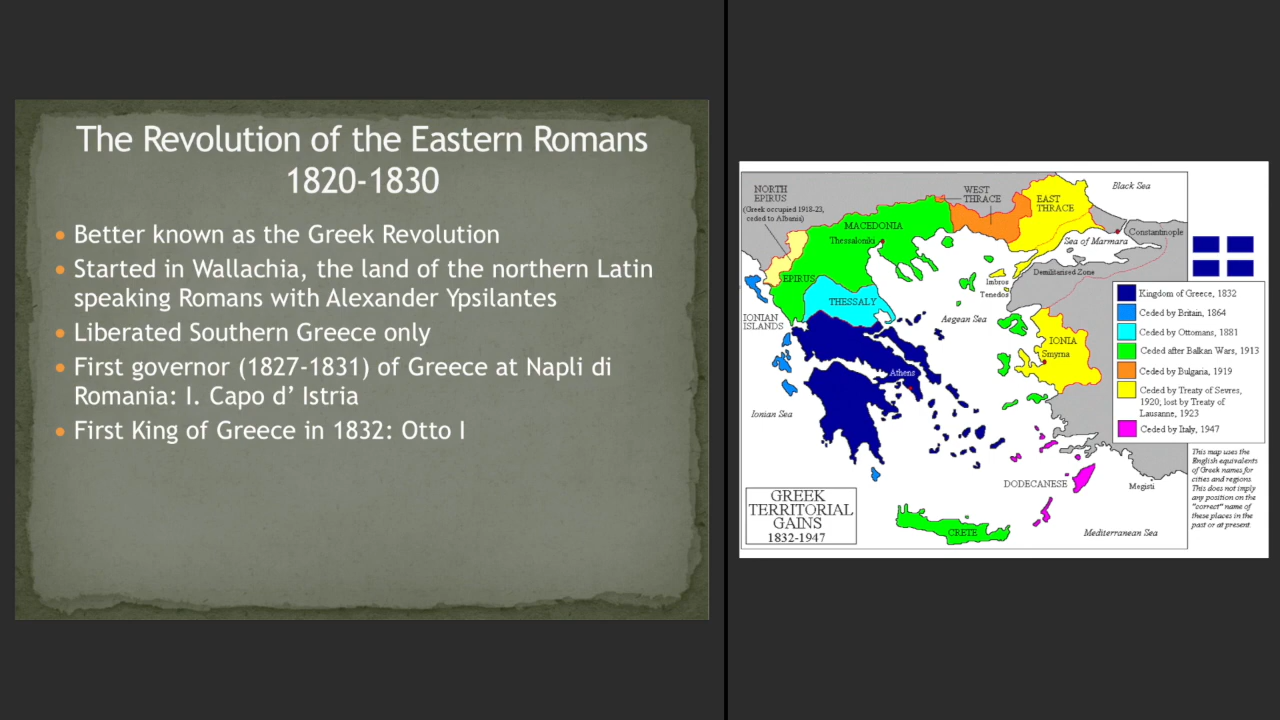 The Revolution of the Eastern Romans
1820-1830
Better known as the Greek Revolution
Started in Wallachia, the land of the northern Latin
speaking Romans with Alexander Ypsilantes
Liberated Southern Greece only
First governor (1827-1831) of Greece at Napli di
Romania: I. Capo d’ Istria
First King of Greece in 1832: Otto I
NORTH
EPIRUS
(Greek occupied 1918-23,
ceded to Albania)
WEST
THRACE
EAST
THRACE
Black Sea
MACEDONIA
Thessaloniki
Constantinople
Sea of Marmara
Demilitarised Zone
EPIRUS
Imbros
Tenedos
THESSALY
IONIAN
ISLANDS
Aegean Sea
IONIA
Smyrna
Athens
Ionian Sea
DODECANESE
Megisti
CRETE
Mediterranean Sea
GREEK
TERRITORIAL
GAINS
1832-1947
Kingdom of Greece, 1832
Ceded by Britain, 1864
Ceded by Ottomans, 1881
Ceded after Balkan Wars, 1913
Ceded by Bulgaria, 1919
Ceded by Treaty of Sevres,
1920; lost by Treaty of
Lausanne, 1923
Ceded by Italy, 1947
This map uses the
English equivalents
of Greek names for
cities and regions.
This does not imply
any position on the
"correct" name of
these places in the
past or at present.